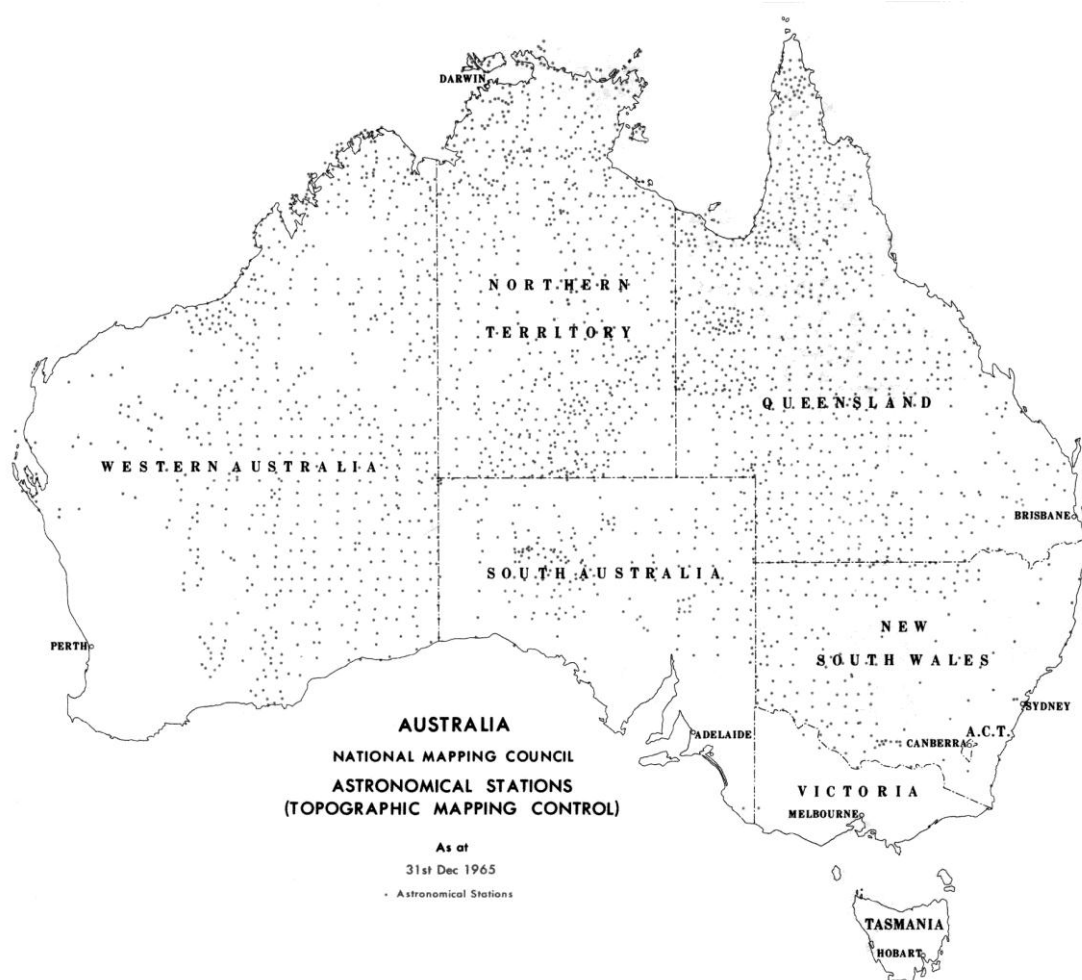 DARWIN
NORTHERN
TERRITORY
QUEENSLAND
WESTERN AUSTRALIA
BRISBANE
SOUTH AUSTRALIA
NEW
SOUTH WALES
PERTH
SYDNEY
A.C.T.
ADELAIDE
CANBERRA
VICTORIA
MELBOURNE
TASMANIA
HOBART
AUSTRALIA
NATIONAL MAPPING COUNCIL
ASTRONOMICAL STATIONS
(TOPOGRAPHIC MAPPING CONTROL)
As at
31st Dec 1965
· Astronomical Stations